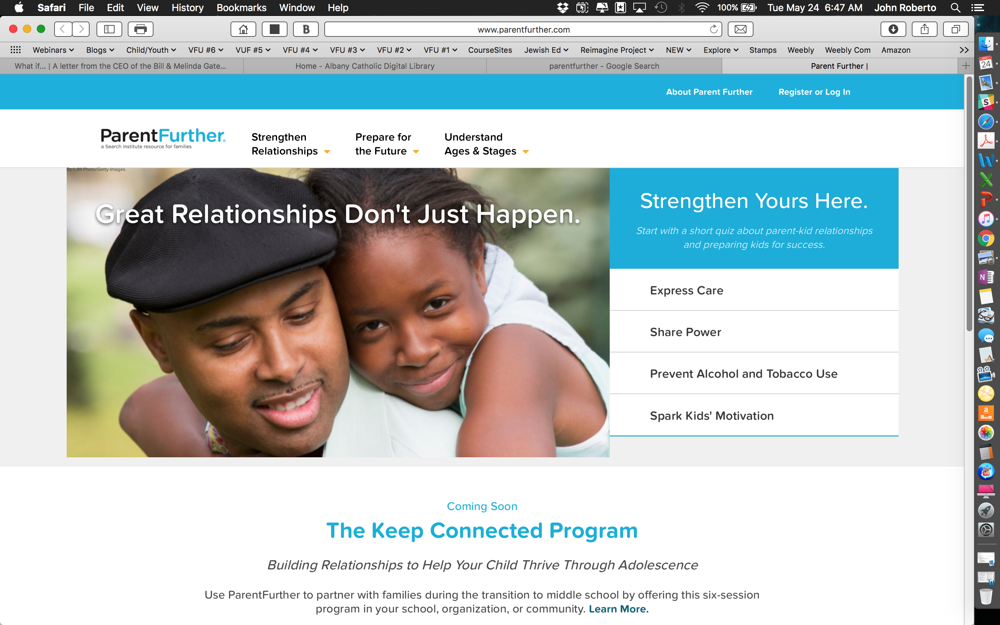 Safari File Edit View History Bookmarks Window Help 100% Tue May 24 6:47 AM John Roberto
B www.parentfurther.com
Webinars Blogs Child/Youth VFU #6 VUF #5 VFU #4 VFU #3 VFU #2 VFU #1 CourseSites Jewish Ed Reimagine Project NEW Explore Stamps Weebly Weebly Com Amazon
What if... | A letter from the CEO of the Bill & Melinda Gate... Home - Albany Catholic Digital Library parentfurther - Google Search Parent Further |
About Parent Further Register or Log In
ParentFurther®
a Search Institute resource for families
Strengthen
Relationships
Prepare for
the Future
Understand
Ages & Stages
By LJM Photo/Getty Images
Great Relationships Don't Just Happen.
Strengthen Yours Here.
Start with a short quiz about parent-kid relationships
and preparing kids for success.
Express Care
Share Power
Prevent Alcohol and Tobacco Use
Spark Kids' Motivation
Coming Soon
The Keep Connected Program
Building Relationships to Help Your Child Thrive Through Adolescence
Use ParentFurther to partner with families during the transition to middle school by offering this six-session
program in your school, organization, or community. Learn More.
MAY
24
S
W
X
P
N
a
You
Tube
W